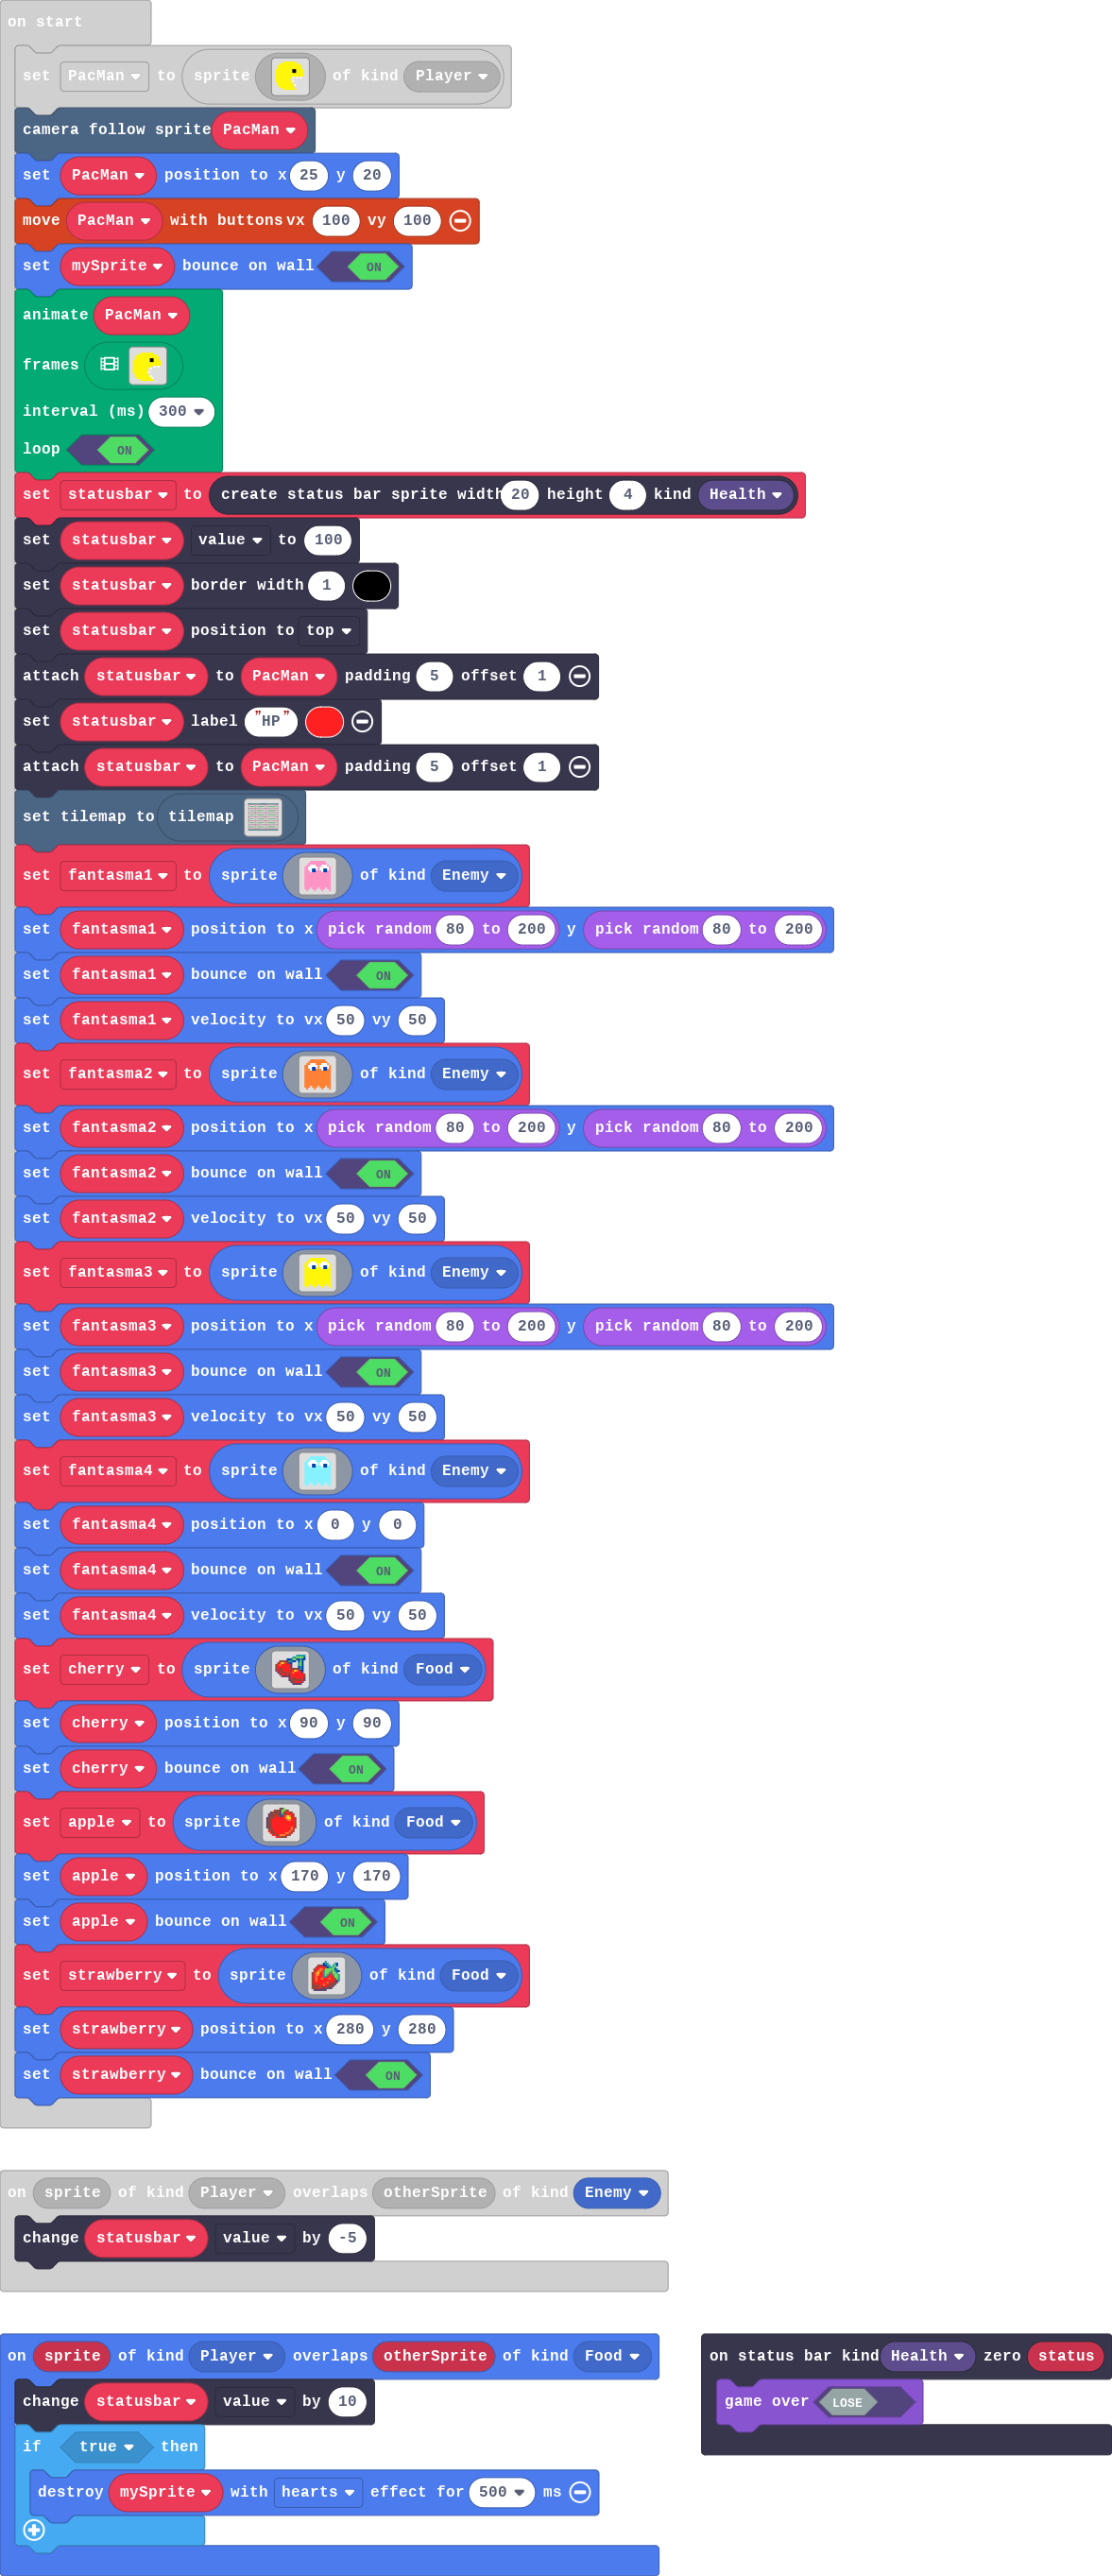 on start
set PacMan to sprite of kind Player
camera follow sprite PacMan
set PacMan position to x 25 y 20
move PacMan with buttons vx 100 vy 100
set mySprite bounce on wall ON
animate PacMan
frames
interval (ms) 300
loop ON
set statusbar to create status bar sprite width 20 height 4 kind Health
set statusbar value to 100
set statusbar border width 1
set statusbar position to top
attach statusbar to PacMan padding 5 offset 1
set statusbar label "HP"
attach statusbar to PacMan padding 5 offset 1
set tilemap to tilemap
set fantasma1 to sprite of kind Enemy
set fantasma1 position to x pick random 80 to 200 y pick random 80 to 200
set fantasma1 bounce on wall ON
set fantasma1 velocity to vx 50 vy 50
set fantasma2 to sprite of kind Enemy
set fantasma2 position to x pick random 80 to 200 y pick random 80 to 200
set fantasma2 bounce on wall ON
set fantasma2 velocity to vx 50 vy 50
set fantasma3 to sprite of kind Enemy
set fantasma3 position to x pick random 80 to 200 y pick random 80 to 200
set fantasma3 bounce on wall ON
set fantasma3 velocity to vx 50 vy 50
set fantasma4 to sprite of kind Enemy
set fantasma4 position to x 0 y 0
set fantasma4 bounce on wall ON
set fantasma4 velocity to vx 50 vy 50
set cherry to sprite of kind Food
set cherry position to x 90 y 90
set cherry bounce on wall ON
set apple to sprite of kind Food
set apple position to x 170 y 170
set apple bounce on wall ON
set strawberry to sprite of kind Food
set strawberry position to x 280 y 280
set strawberry bounce on wall ON
on sprite of kind Player overlaps otherSprite of kind Enemy
change statusbar value by -5
on sprite of kind Player overlaps otherSprite of kind Food
change statusbar value by 10
if true then
destroy mySprite with hearts effect for 500 ms
on status bar kind Health zero status
game over LOSE